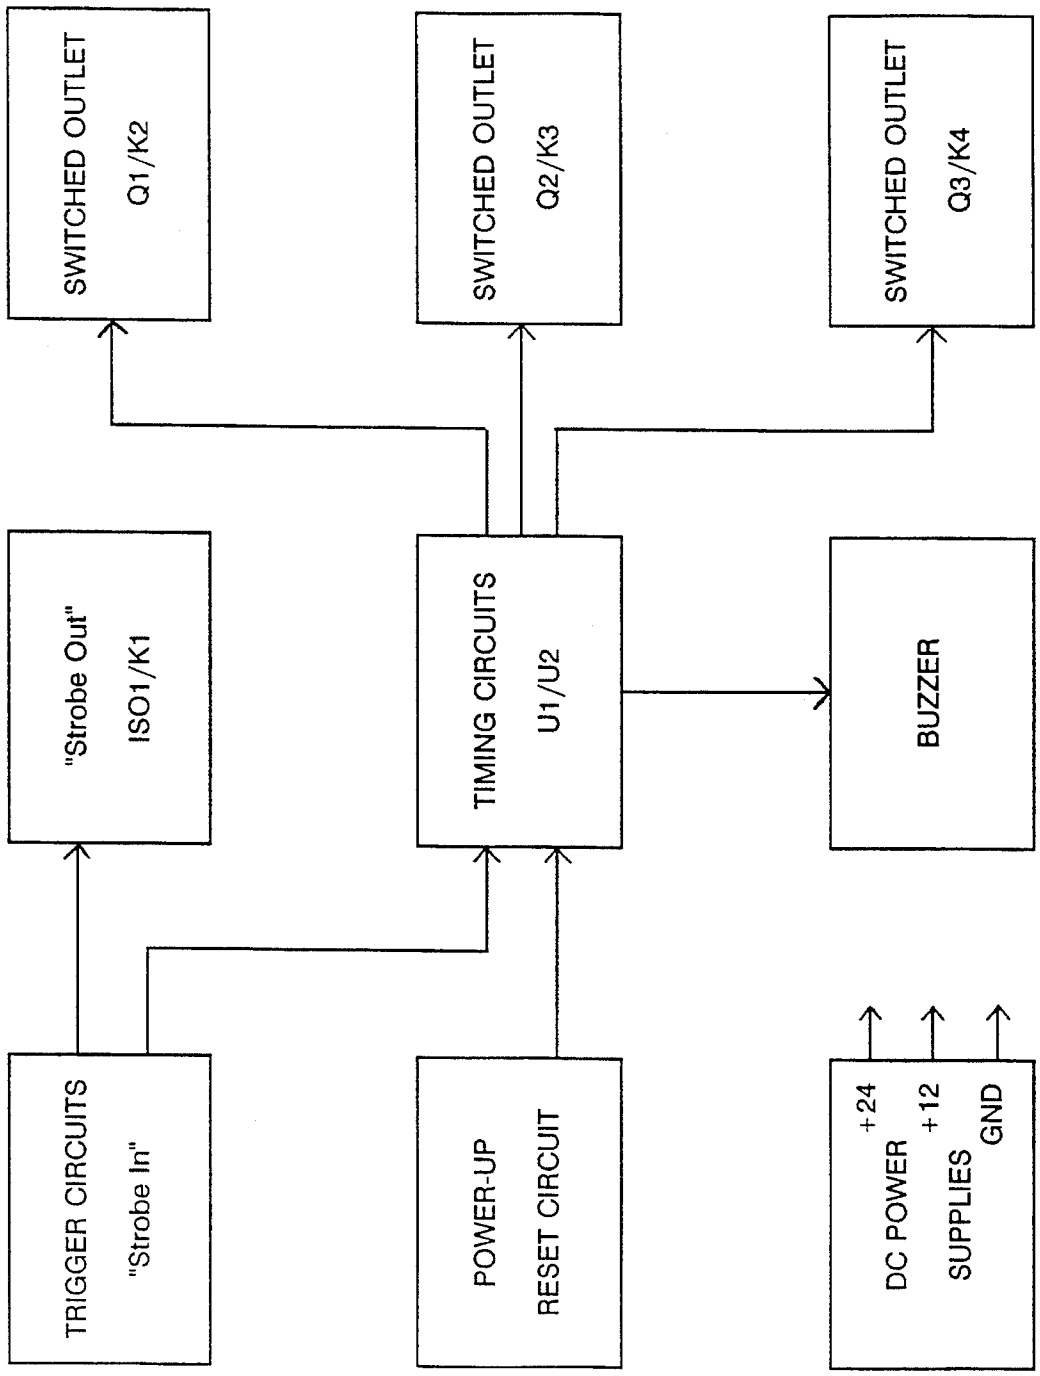 TRIGGER CIRCUITS
"Strobe In"
"Strobe Out"
ISO1/K1
SWITCHED OUTLET
Q1/K2
POWER-UP
RESET CIRCUIT
TIMING CIRCUITS
U1/U2
SWITCHED OUTLET
Q2/K3
+24
DC POWER
+12
SUPPLIES
GND
BUZZER
SWITCHED OUTLET
Q3/K4